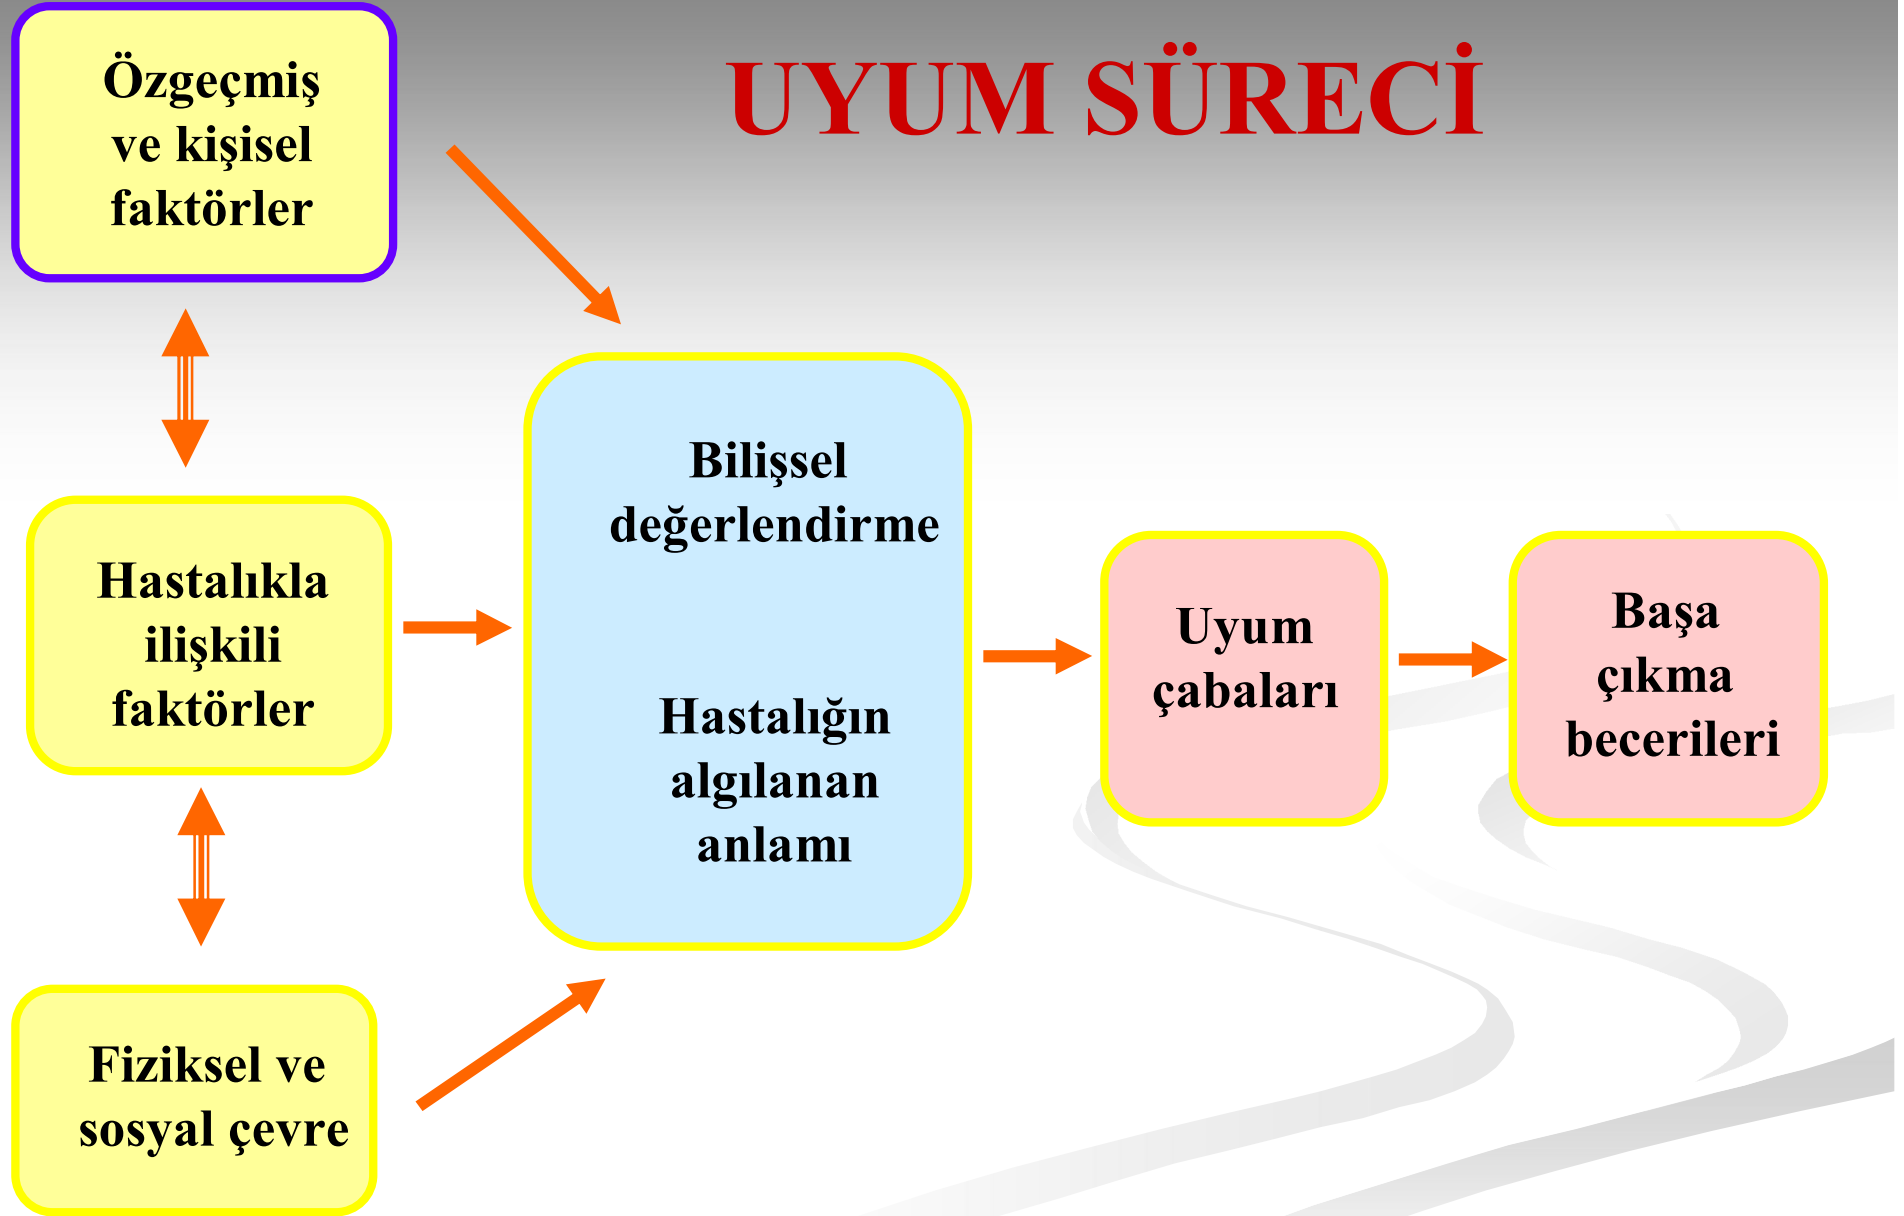 UYUM SÜRECİ
Özgeçmiş
ve kişisel
faktörler
Hastalıkla
ilişkili
faktörler
Fiziksel ve
sosyal çevre
Bilişsel
değerlendirme
Hastalığın
algılanan
anlamı
Uyum
çabaları
Başa
çıkma
becerileri